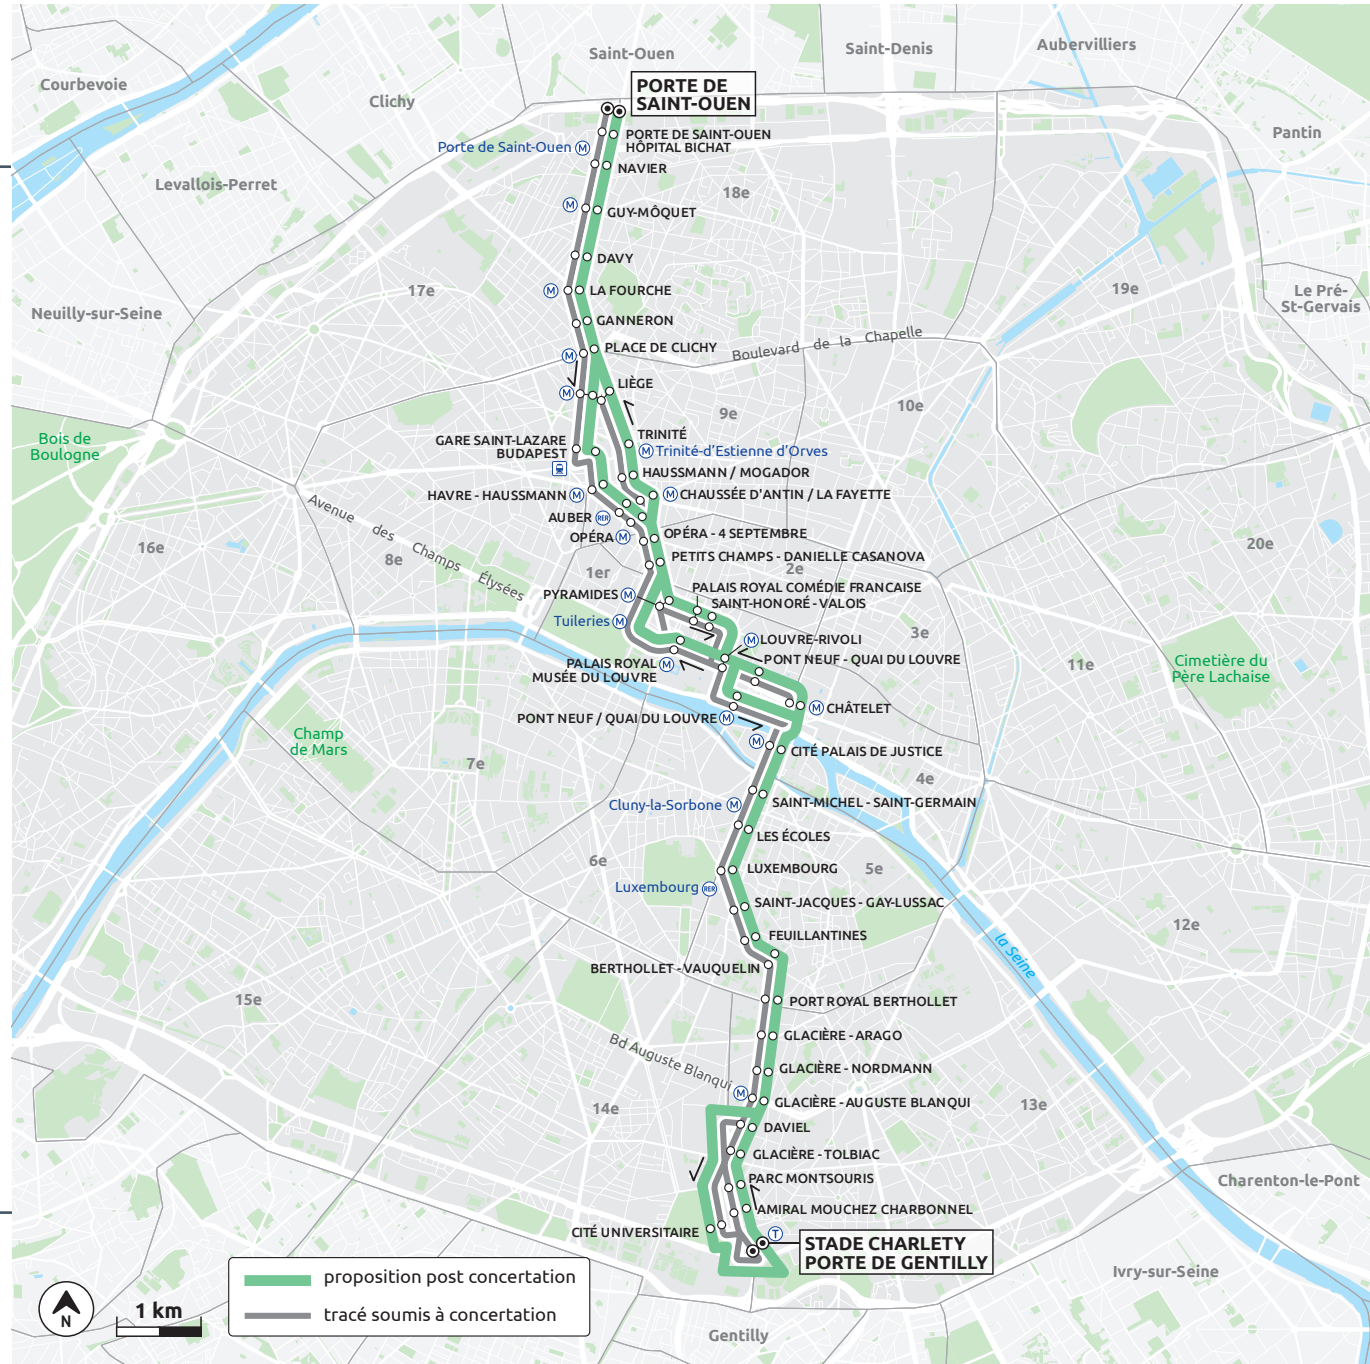 Saint-Ouen
Saint-Denis
Aubervilliers
Courbevoie
Clichy
PORTE DE
SAINT-OUEN
Pantin
PORTE DE SAINT-OUEN
HÔPITAL BICHAT
Porte de Saint-Ouen M
NAVIER
Levallois-Perret
18e
M
GUY-MÔQUET
DAVY
17e
M
LA FOURCHE
19e
Le Pré-
St-Gervais
Neuilly-sur-Seine
GANNERON
PLACE DE CLICHY
M
Boulevard de la Chapelle
LIÈGE
M
9e
10e
Bois de
Boulogne
GARE SAINT-LAZARE
BUDAPEST
TRINITÉ
M Trinité-d'Estienne d'Orves
HAUSSMANN / MOGADOR
HAVRE - HAUSSMANN M
M CHAUSSÉE D'ANTIN / LA FAYETTE
AUBER RER
OPÉRA M
OPÉRA - 4 SEPTEMBRE
Avenue des Champs Élysées
16e
8e
20e
PETITS CHAMPS - DANIELLE CASANOVA
1er
2e
PYRAMIDES M
PALAIS ROYAL COMÉDIE FRANCAISE
SAINT-HONORÉ - VALOIS
Tuileries M
3e
M LOUVRE-RIVOLI
PONT NEUF - QUAI DU LOUVRE
11e
Cimetière du
Père Lachaise
PALAIS ROYAL M
MUSÉE DU LOUVRE
M CHÂTELET
PONT NEUF / QUAI DU LOUVRE M
Champ
de Mars
M
CITÉ PALAIS DE JUSTICE
7e
4e
Cluny-la-Sorbone M
SAINT-MICHEL - SAINT-GERMAIN
LES ÉCOLES
6e
LUXEMBOURG
5e
Luxembourg RER
SAINT-JACQUES - GAY-LUSSAC
12e
FEUILLANTINES
la Seine
BERTHOLLET - VAUQUELIN
15e
PORT ROYAL BERTHOLLET
GLACIÈRE - ARAGO
Bd Auguste Blanqui
GLACIÈRE - NORDMANN
M
GLACIÈRE - AUGUSTE BLANQUI
14e
13e
DAVIEL
GLACIÈRE - TOLBIAC
PARC MONTSOURIS
Charenton-le-Pont
AMIRAL MOUCHEZ CHARBONNEL
CITÉ UNIVERSITAIRE
T
STADE CHARLETY
PORTE DE GENTILLY
Ivry-sur-Seine
proposition post concertation
tracé soumis à concertation
N
1 km
Gentilly